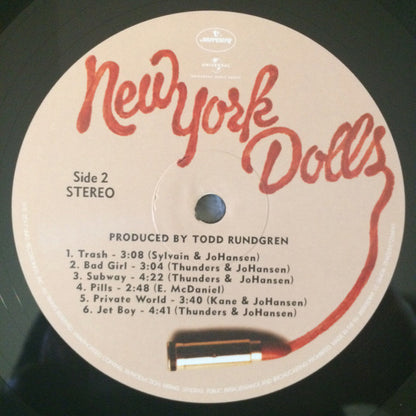 MERCURY
UNIVERSAL
New York
Dolls
Side 2
STEREO
PRODUCED BY TODD RUNDGREN
1. Trash - 3:08 (Sylvain & JoHansen)
2. Bad Girl - 3:04 (Thunders & JoHansen)
3. Subway - 4:22 (Thunders & JoHansen)
4. Pills - 2:48 (E. McDaniel)
5. Private World - 3:40 (Kane & JoHansen)
6. Jet Boy - 4:41 (Thunders & JoHansen)